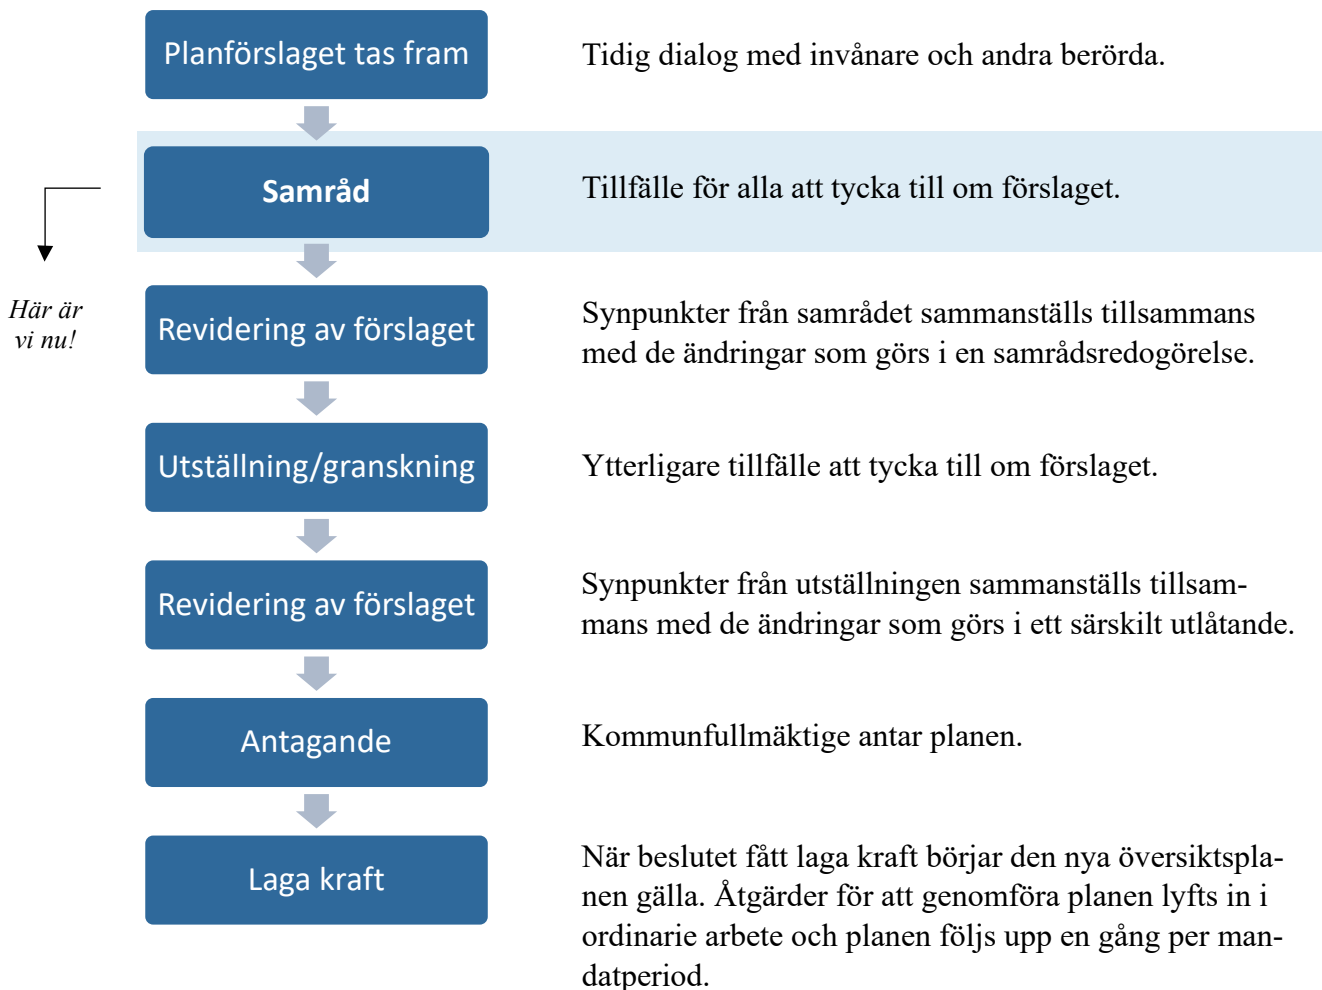 Planförslaget tas fram
Tidig dialog med invånare och andra berörda.
Samråd
Tillfälle för alla att tycka till om förslaget.
Här är
vi nu!
Revidering av förslaget
Synpunkter från samrådet sammanställs tillsammans
med de ändringar som görs i en samrådsredogörelse.
Utställning/granskning
Ytterligare tillfälle att tycka till om förslaget.
Revidering av förslaget
Synpunkter från utställningen sammanställs tillsam-
mans med de ändringar som görs i ett särskilt utlåtande.
Antagande
Kommunfullmäktige antar planen.
Laga kraft
När beslutet fått laga kraft börjar den nya översiktspla-
nen gälla. Åtgärder för att genomföra planen lyfts in i
ordinarie arbete och planen följs upp en gång per man-
datperiod.